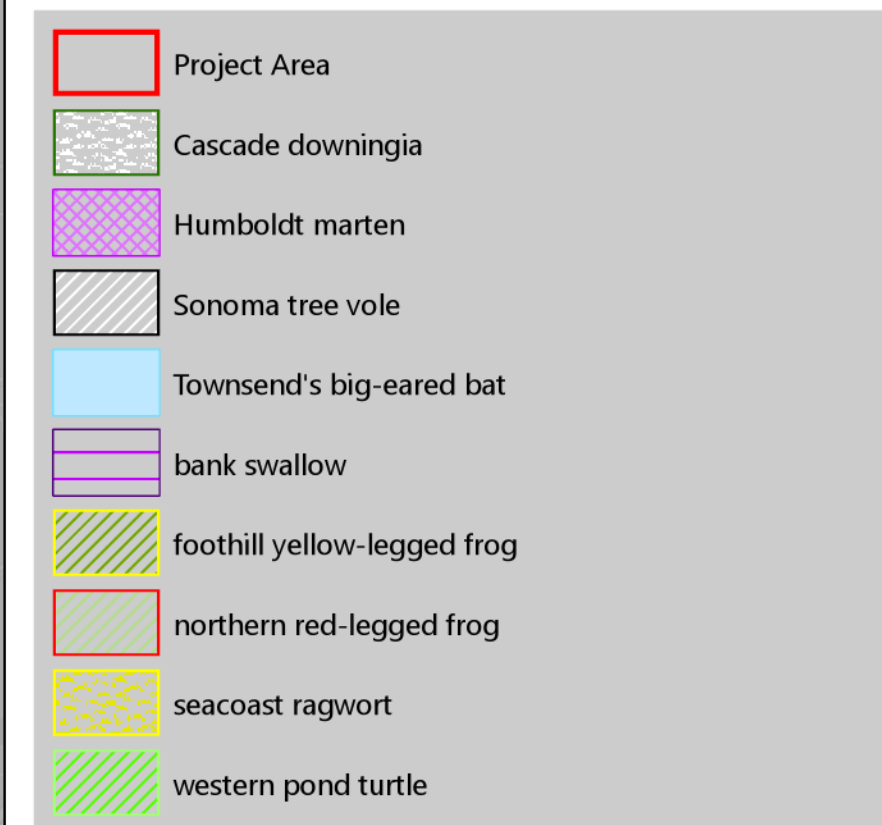 Project Area
Cascade downingia
Humboldt marten
Sonoma tree vole
Townsend's big-eared bat
bank swallow
foothill yellow-legged frog
northern red-legged frog
seacoast ragwort
western pond turtle